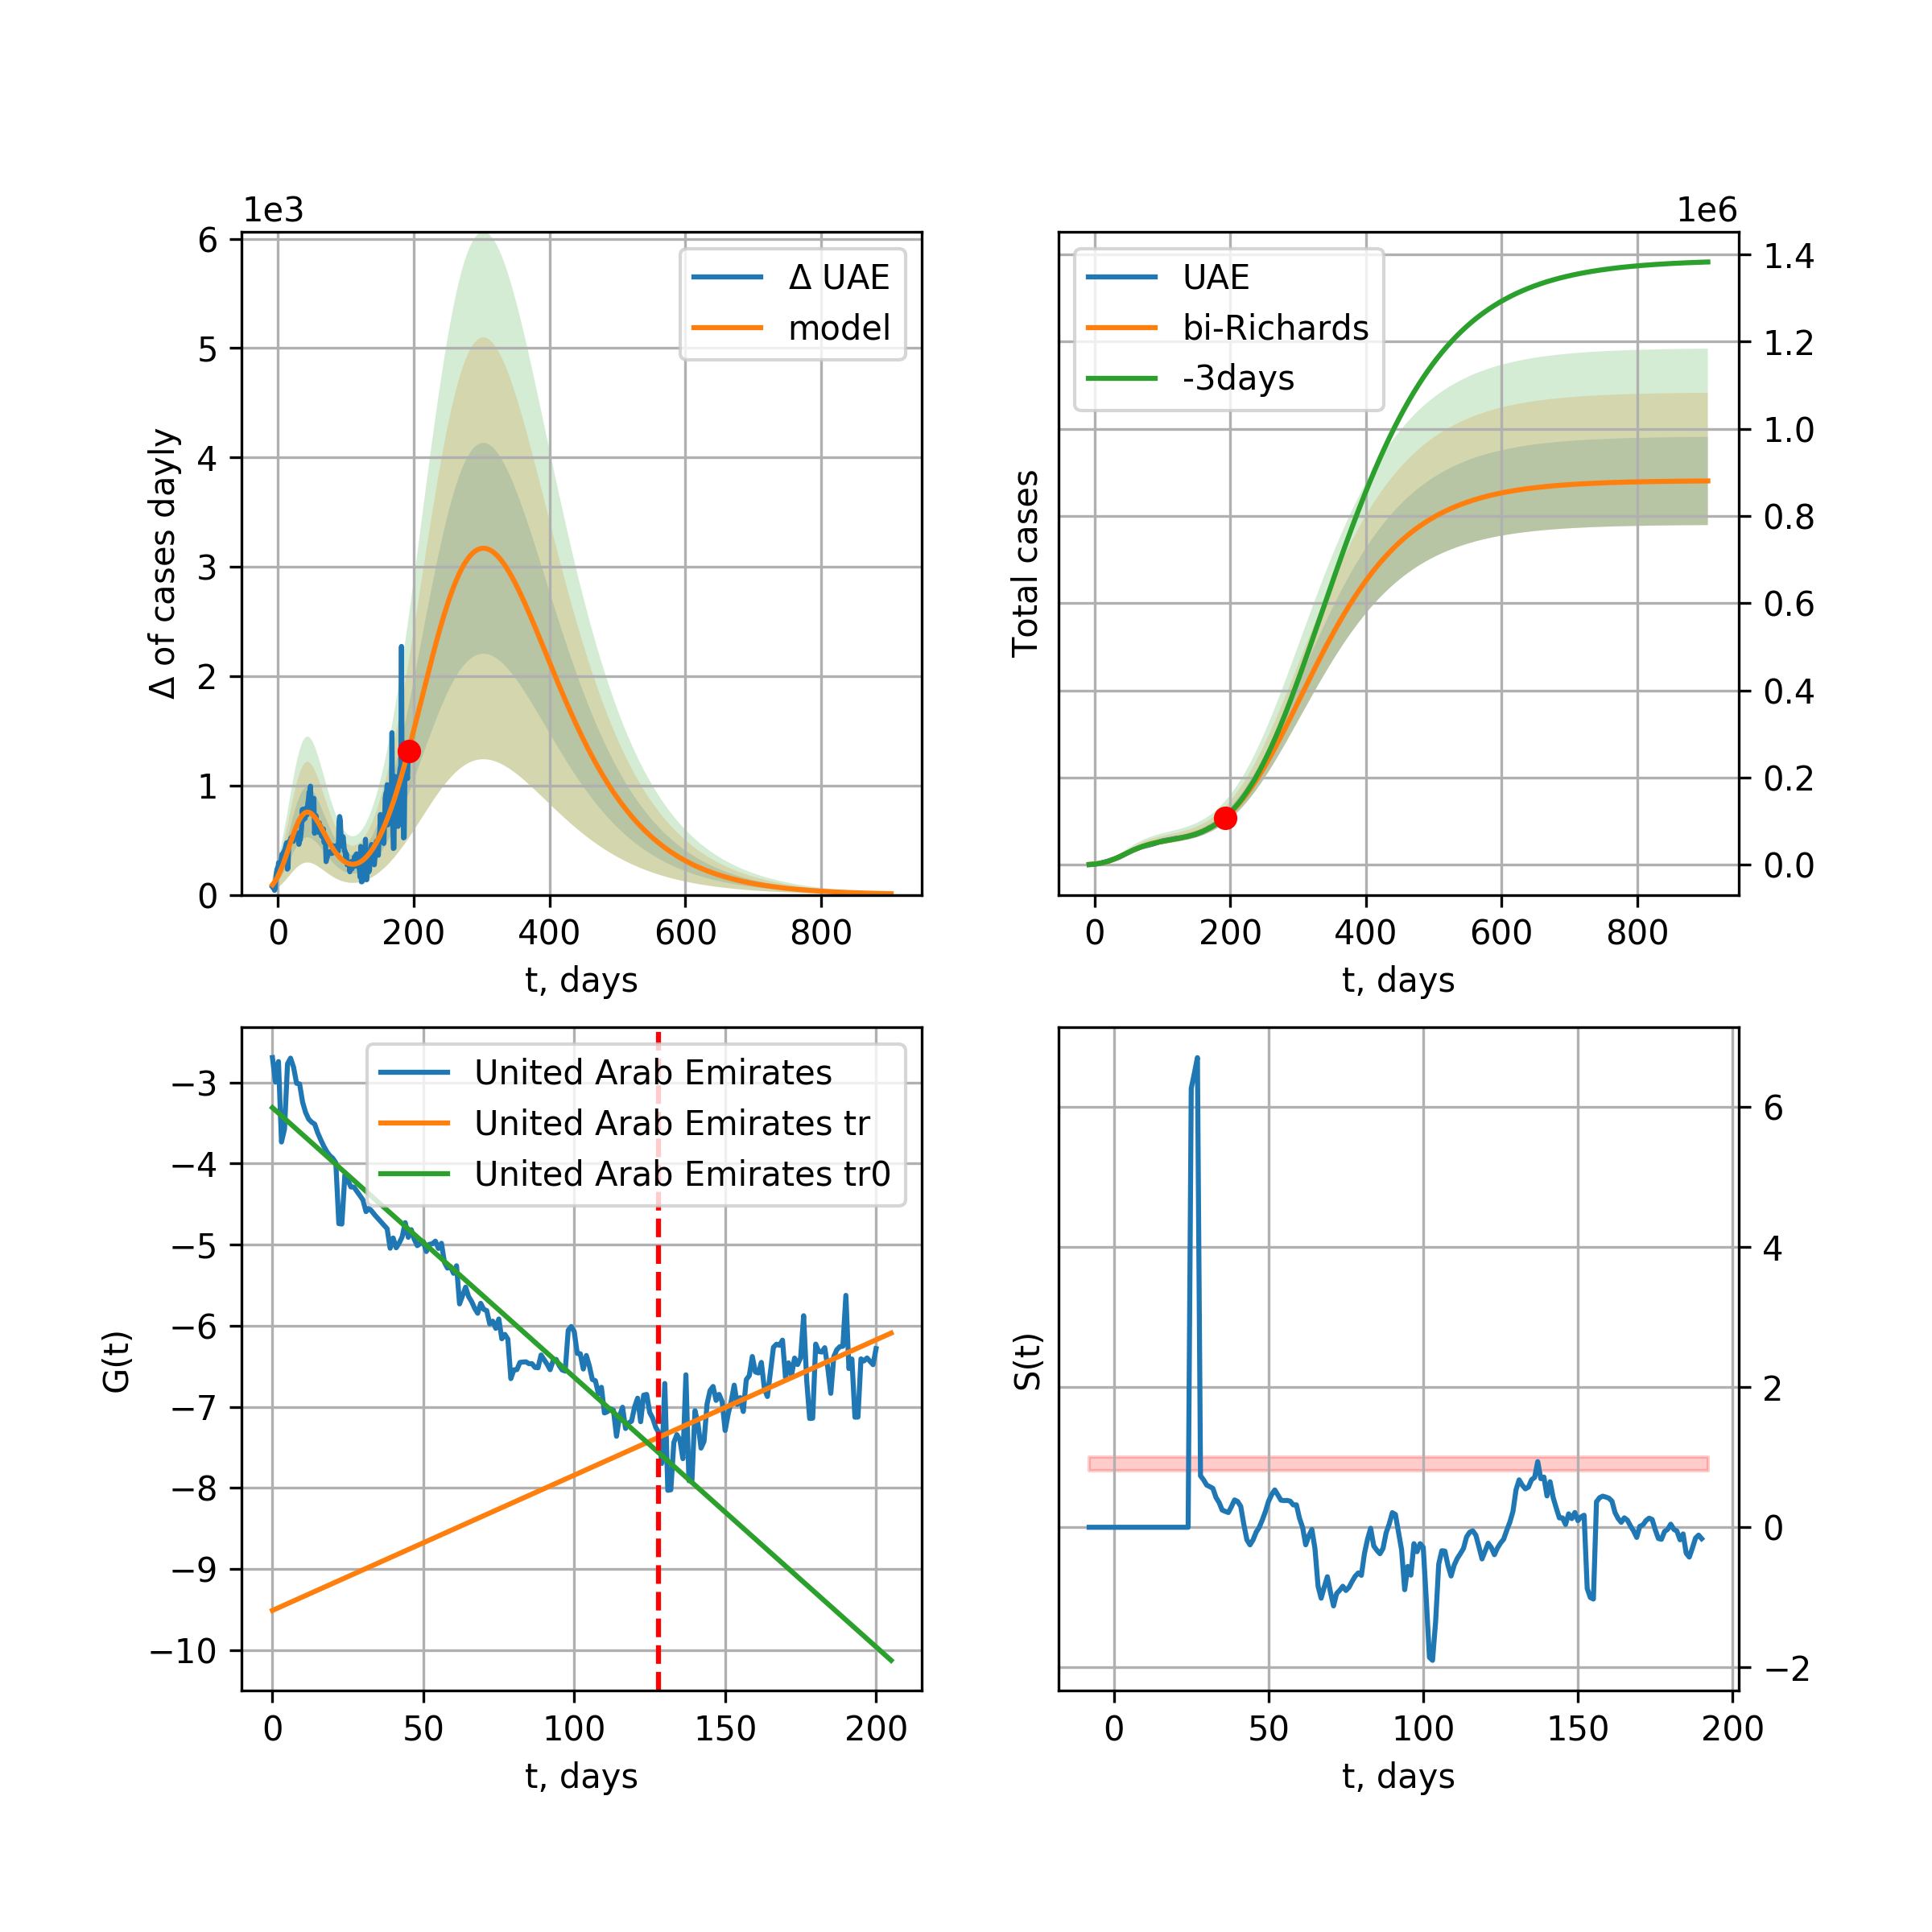 1e3
6
5
4
3
2
1
0
Δ of cases dayly
Δ UAE
model
0 200 400 600 800
t, days
1e6
UAE
bi-Richards
-3days
Total cases
1.4
1.2
1.0
0.8
0.6
0.4
0.2
0.0
0 200 400 600 800
t, days
−3
−4
−5
−6
−7
−8
−9
−10
G(t)
United Arab Emirates
United Arab Emirates tr
United Arab Emirates tr0
0 50 100 150 200
t, days
S(t)
6
4
2
0
−2
0 50 100 150 200
t, days